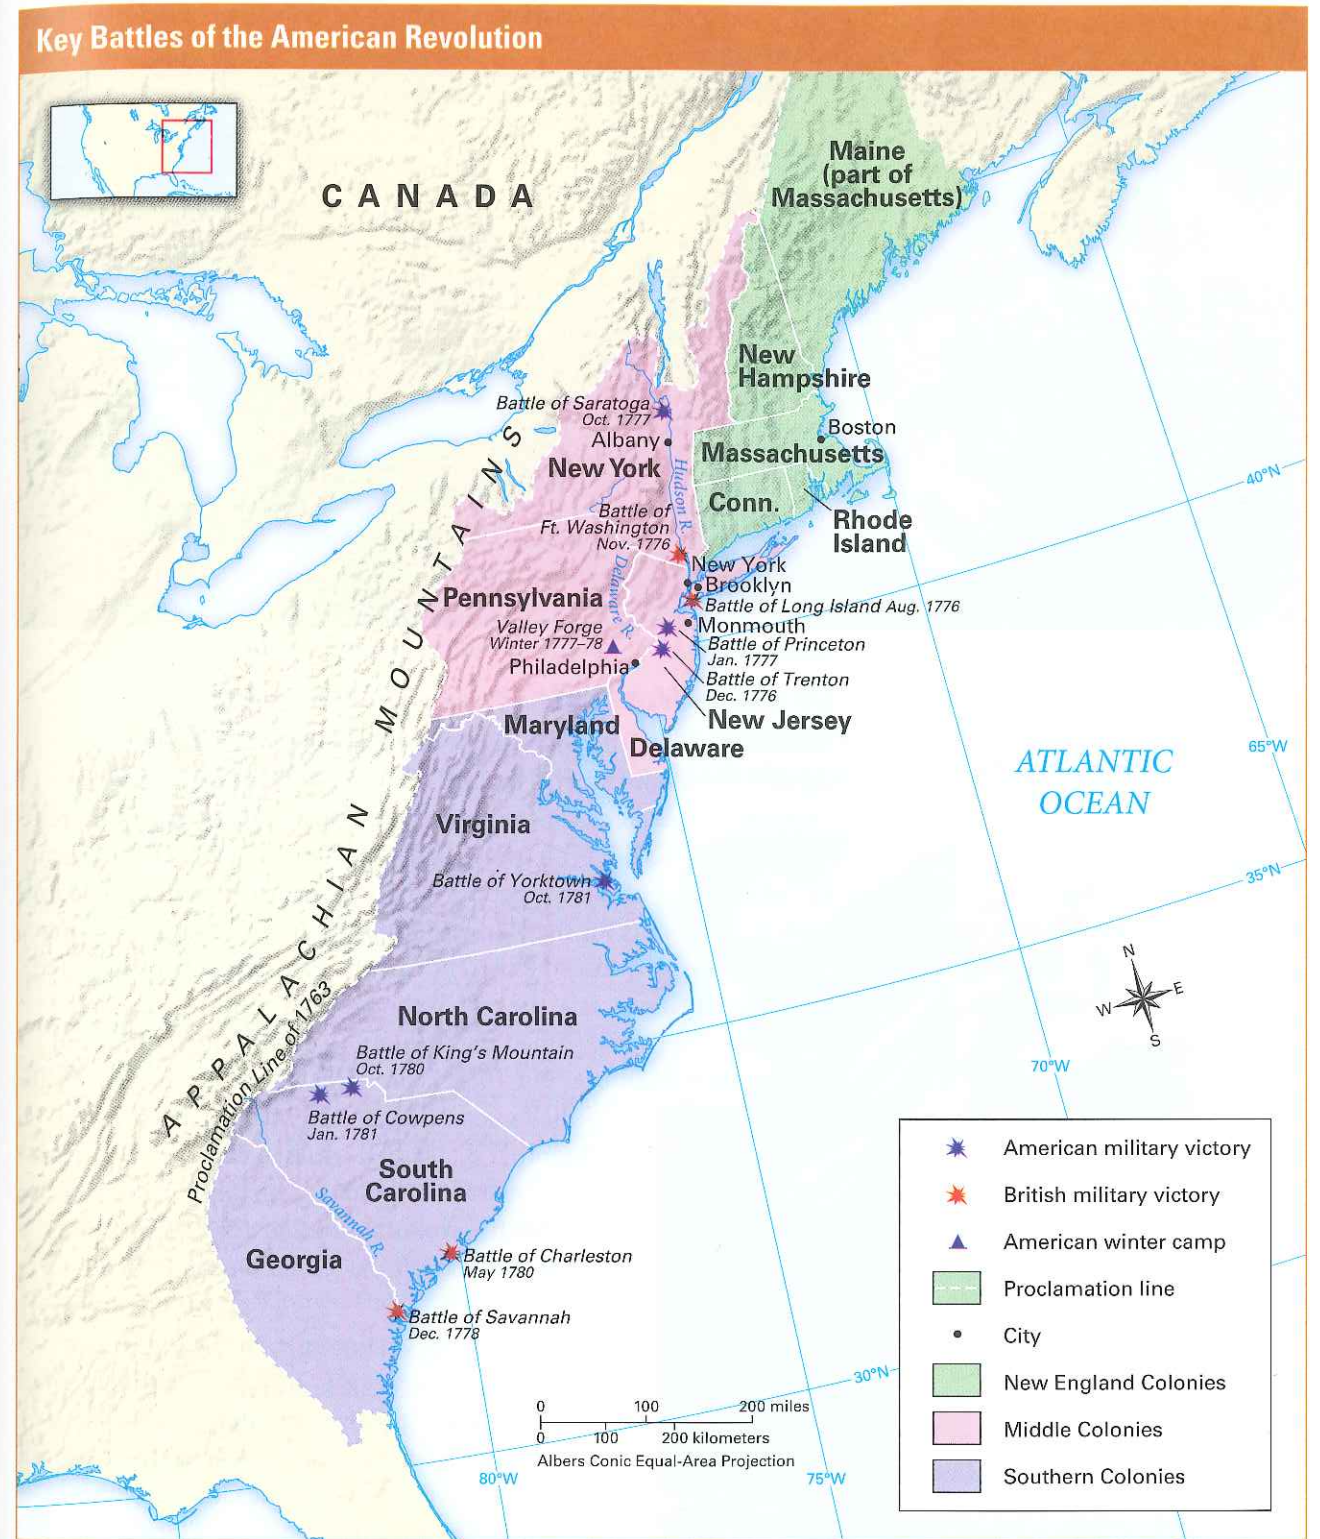 Key Battles of the American Revolution
CANADA
Maine
(part of
Massachusetts)
New
Hampshire
Battle of Saratoga
Oct. 1777
Albany
New York
Hudson R.
Boston
Massachusetts
Conn.
Rhode
Island
40°N
Battle of
Ft. Washington
Nov. 1776
New York
Brooklyn
Battle of Long Island Aug. 1776
Delaware R.
Pennsylvania
Valley Forge
Winter 1777–78
Philadelphia
Monmouth
Battle of Princeton
Jan. 1777
Battle of Trenton
Dec. 1776
New Jersey
Maryland
Delaware
APPALACHIAN MOUNTAINS
ATLANTIC
OCEAN
65°W
Virginia
Battle of Yorktown
Oct. 1781
35°N
N
W
E
S
Proclamation Line of 1763
North Carolina
Battle of King's Mountain
Oct. 1780
Battle of Cowpens
Jan. 1781
70°W
South
Carolina
Savannah R.
Georgia
Battle of Charleston
May 1780
Battle of Savannah
Dec. 1778
30°N
0 100 200 miles
0 100 200 kilometers
Albers Conic Equal-Area Projection
80°W
75°W
American military victory
British military victory
American winter camp
Proclamation line
City
New England Colonies
Middle Colonies
Southern Colonies